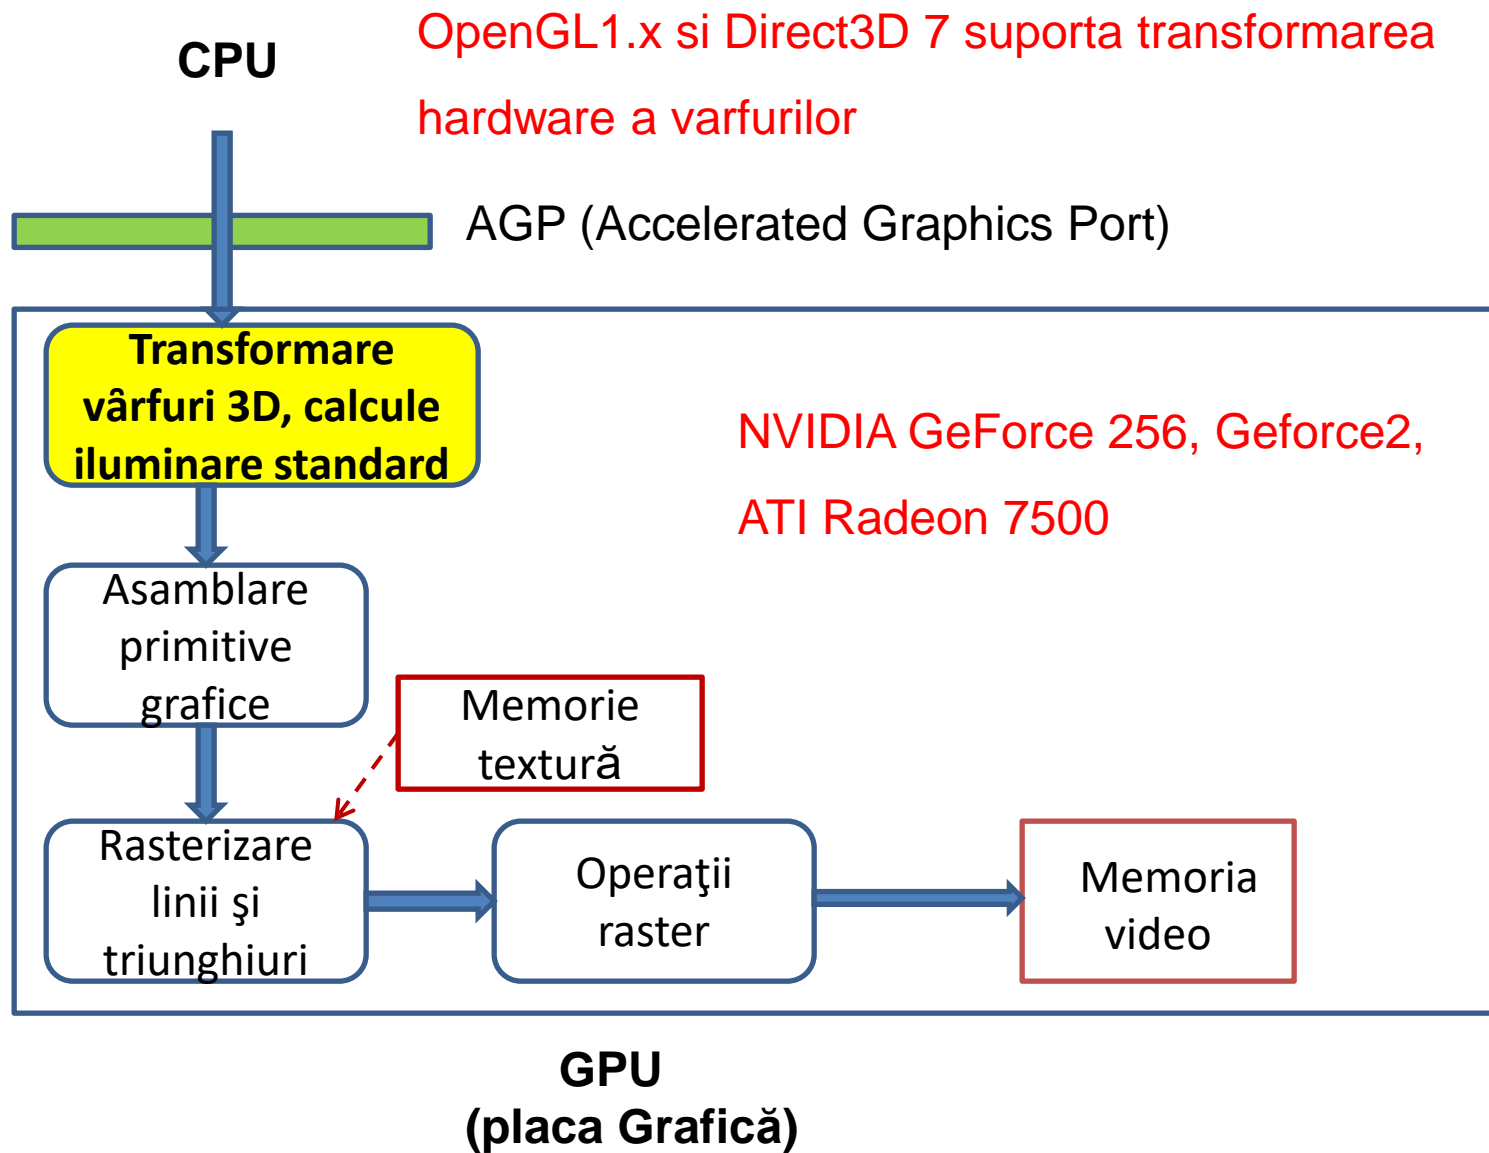 CPU
OpenGL1.x si Direct3D 7 suporta transformarea
hardware a varfurilor
AGP (Accelerated Graphics Port)
Transformare
vârfuri 3D, calcule
iluminare standard
NVIDIA GeForce 256, Geforce2,
ATI Radeon 7500
Asamblare
primitive
grafice
Memorie
textură
Rasterizare
linii şi
triunghiuri
Operaţii
raster
Memoria
video
GPU
(placa Grafică)